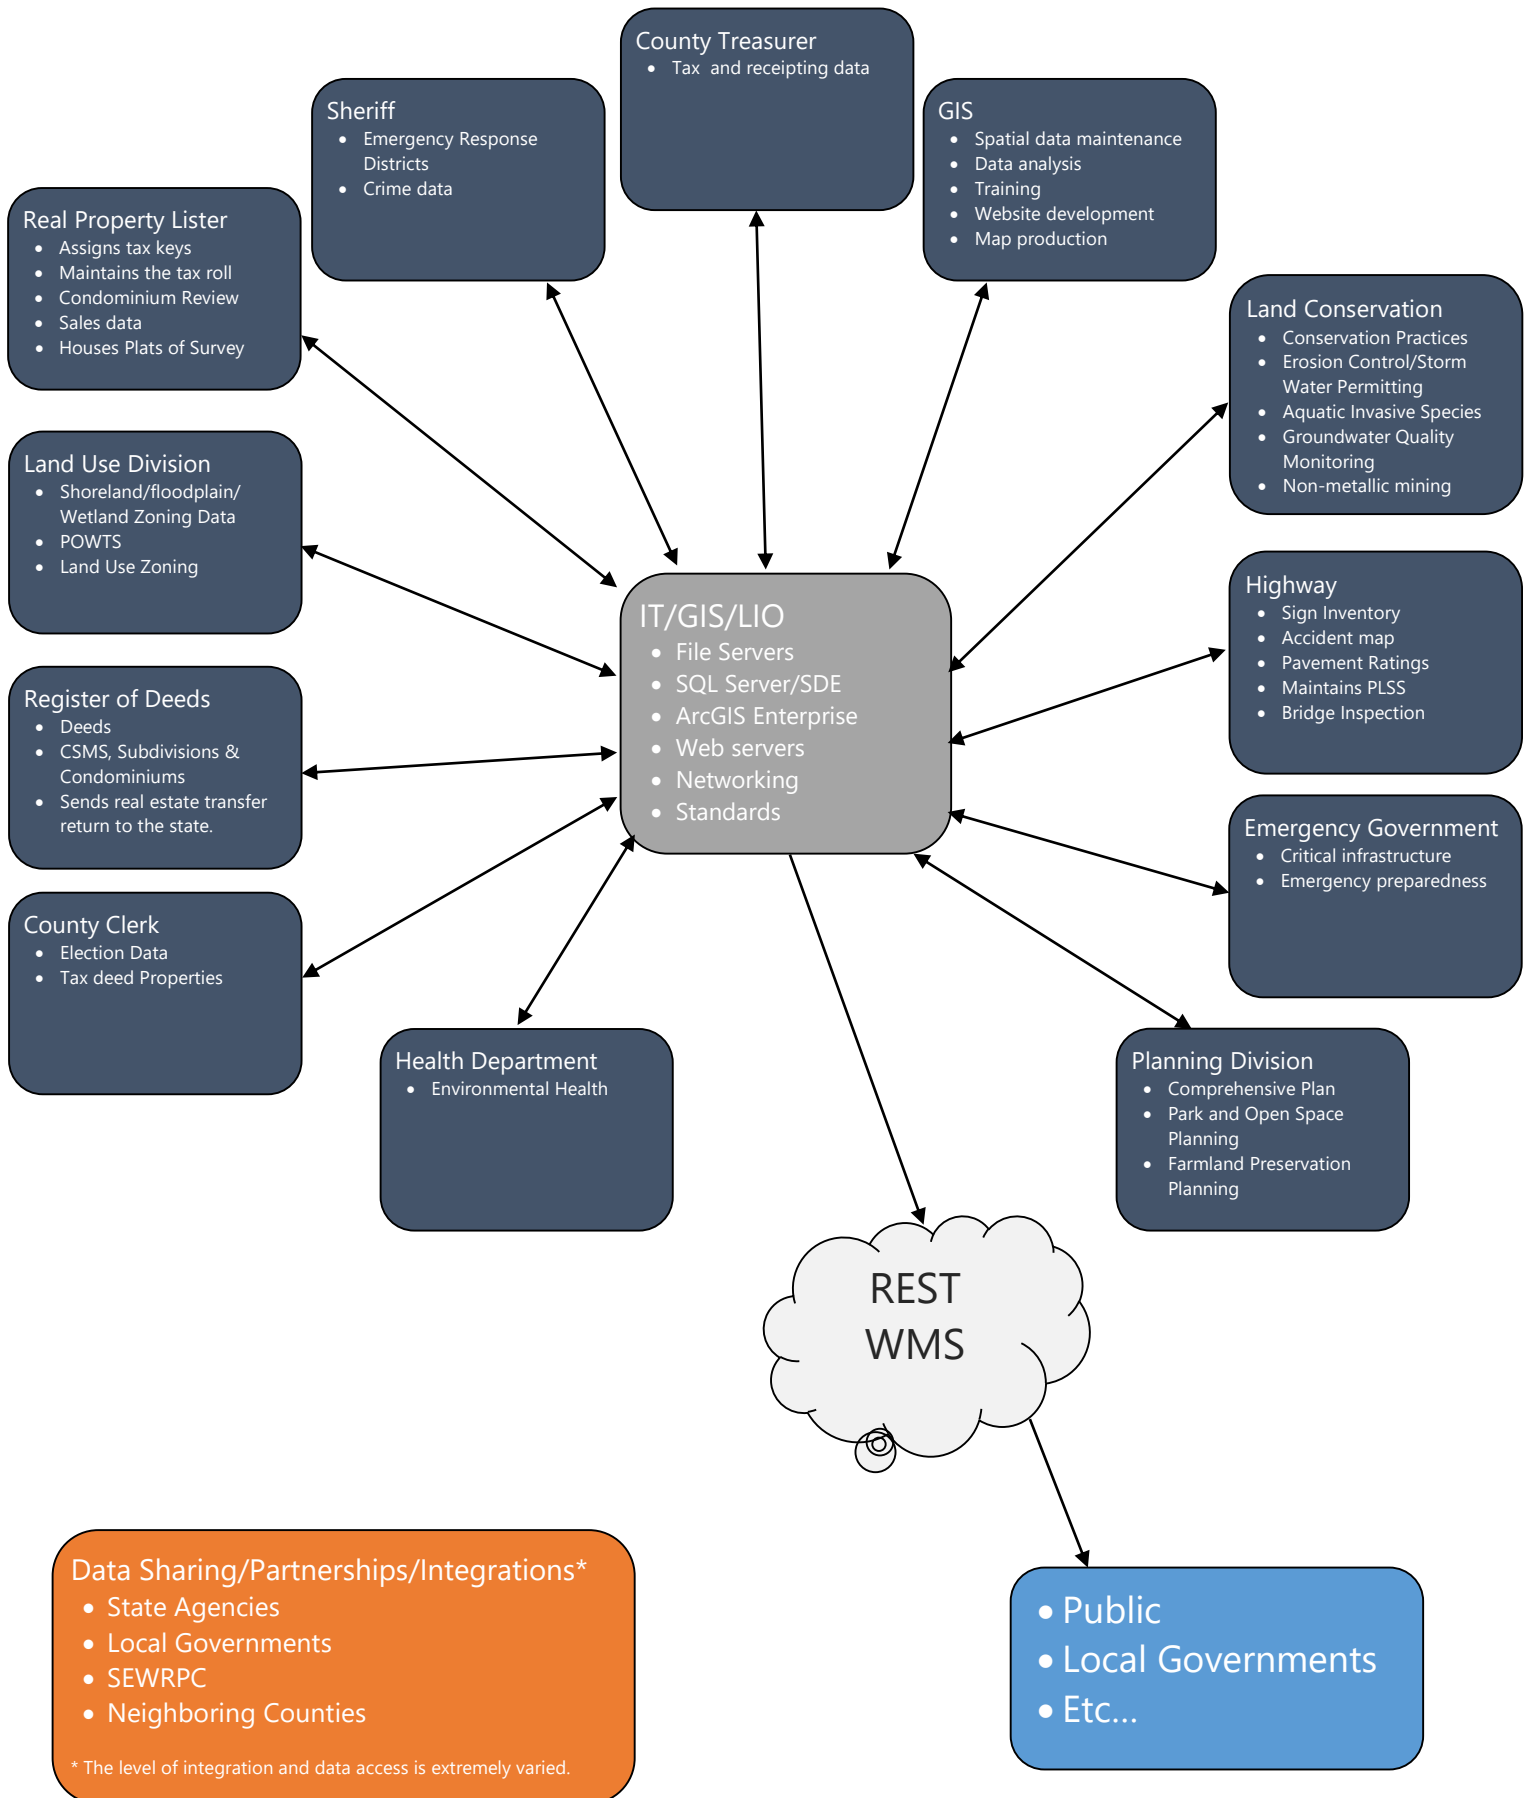 County Treasurer
• Tax  and receipting data
Sheriff
• Emergency Response
Districts
• Crime data
GIS
• Spatial data maintenance
• Data analysis
• Training
• Website development
• Map production
Real Property Lister
• Assigns tax keys
• Maintains the tax roll
• Condominium Review
• Sales data
• Houses Plats of Survey
Land Conservation
• Conservation Practices
• Erosion Control/Storm
Water Permitting
• Aquatic Invasive Species
• Groundwater Quality
Monitoring
• Non-metallic mining
Land Use Division
• Shoreland/floodplain/
Wetland Zoning Data
• POWTS
• Land Use Zoning
IT/GIS/LIO
• File Servers
• SQL Server/SDE
• ArcGIS Enterprise
• Web servers
• Networking
• Standards
Highway
• Sign Inventory
• Accident map
• Pavement Ratings
• Maintains PLSS
• Bridge Inspection
Register of Deeds
• Deeds
• CSMS, Subdivisions &
Condominiums
• Sends real estate transfer
return to the state.
Emergency Government
• Critical infrastructure
• Emergency preparedness
County Clerk
• Election Data
• Tax deed Properties
Health Department
• Environmental Health
Planning Division
• Comprehensive Plan
• Park and Open Space
Planning
• Farmland Preservation
Planning
REST
WMS
Data Sharing/Partnerships/Integrations*
• State Agencies
• Local Governments
• SEWRPC
• Neighboring Counties
* The level of integration and data access is extremely varied.
• Public
• Local Governments
• Etc...